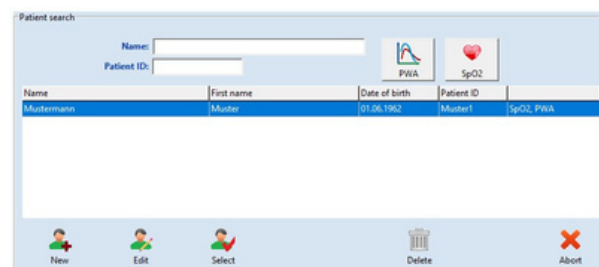 Patient search
Name:
Patient ID:
PWA SpO2
Name First name Date of birth Patient ID
Mustermann Muster 01.06.1962 Muster1 SpO2, PWA
New Edit Select Delete Abort